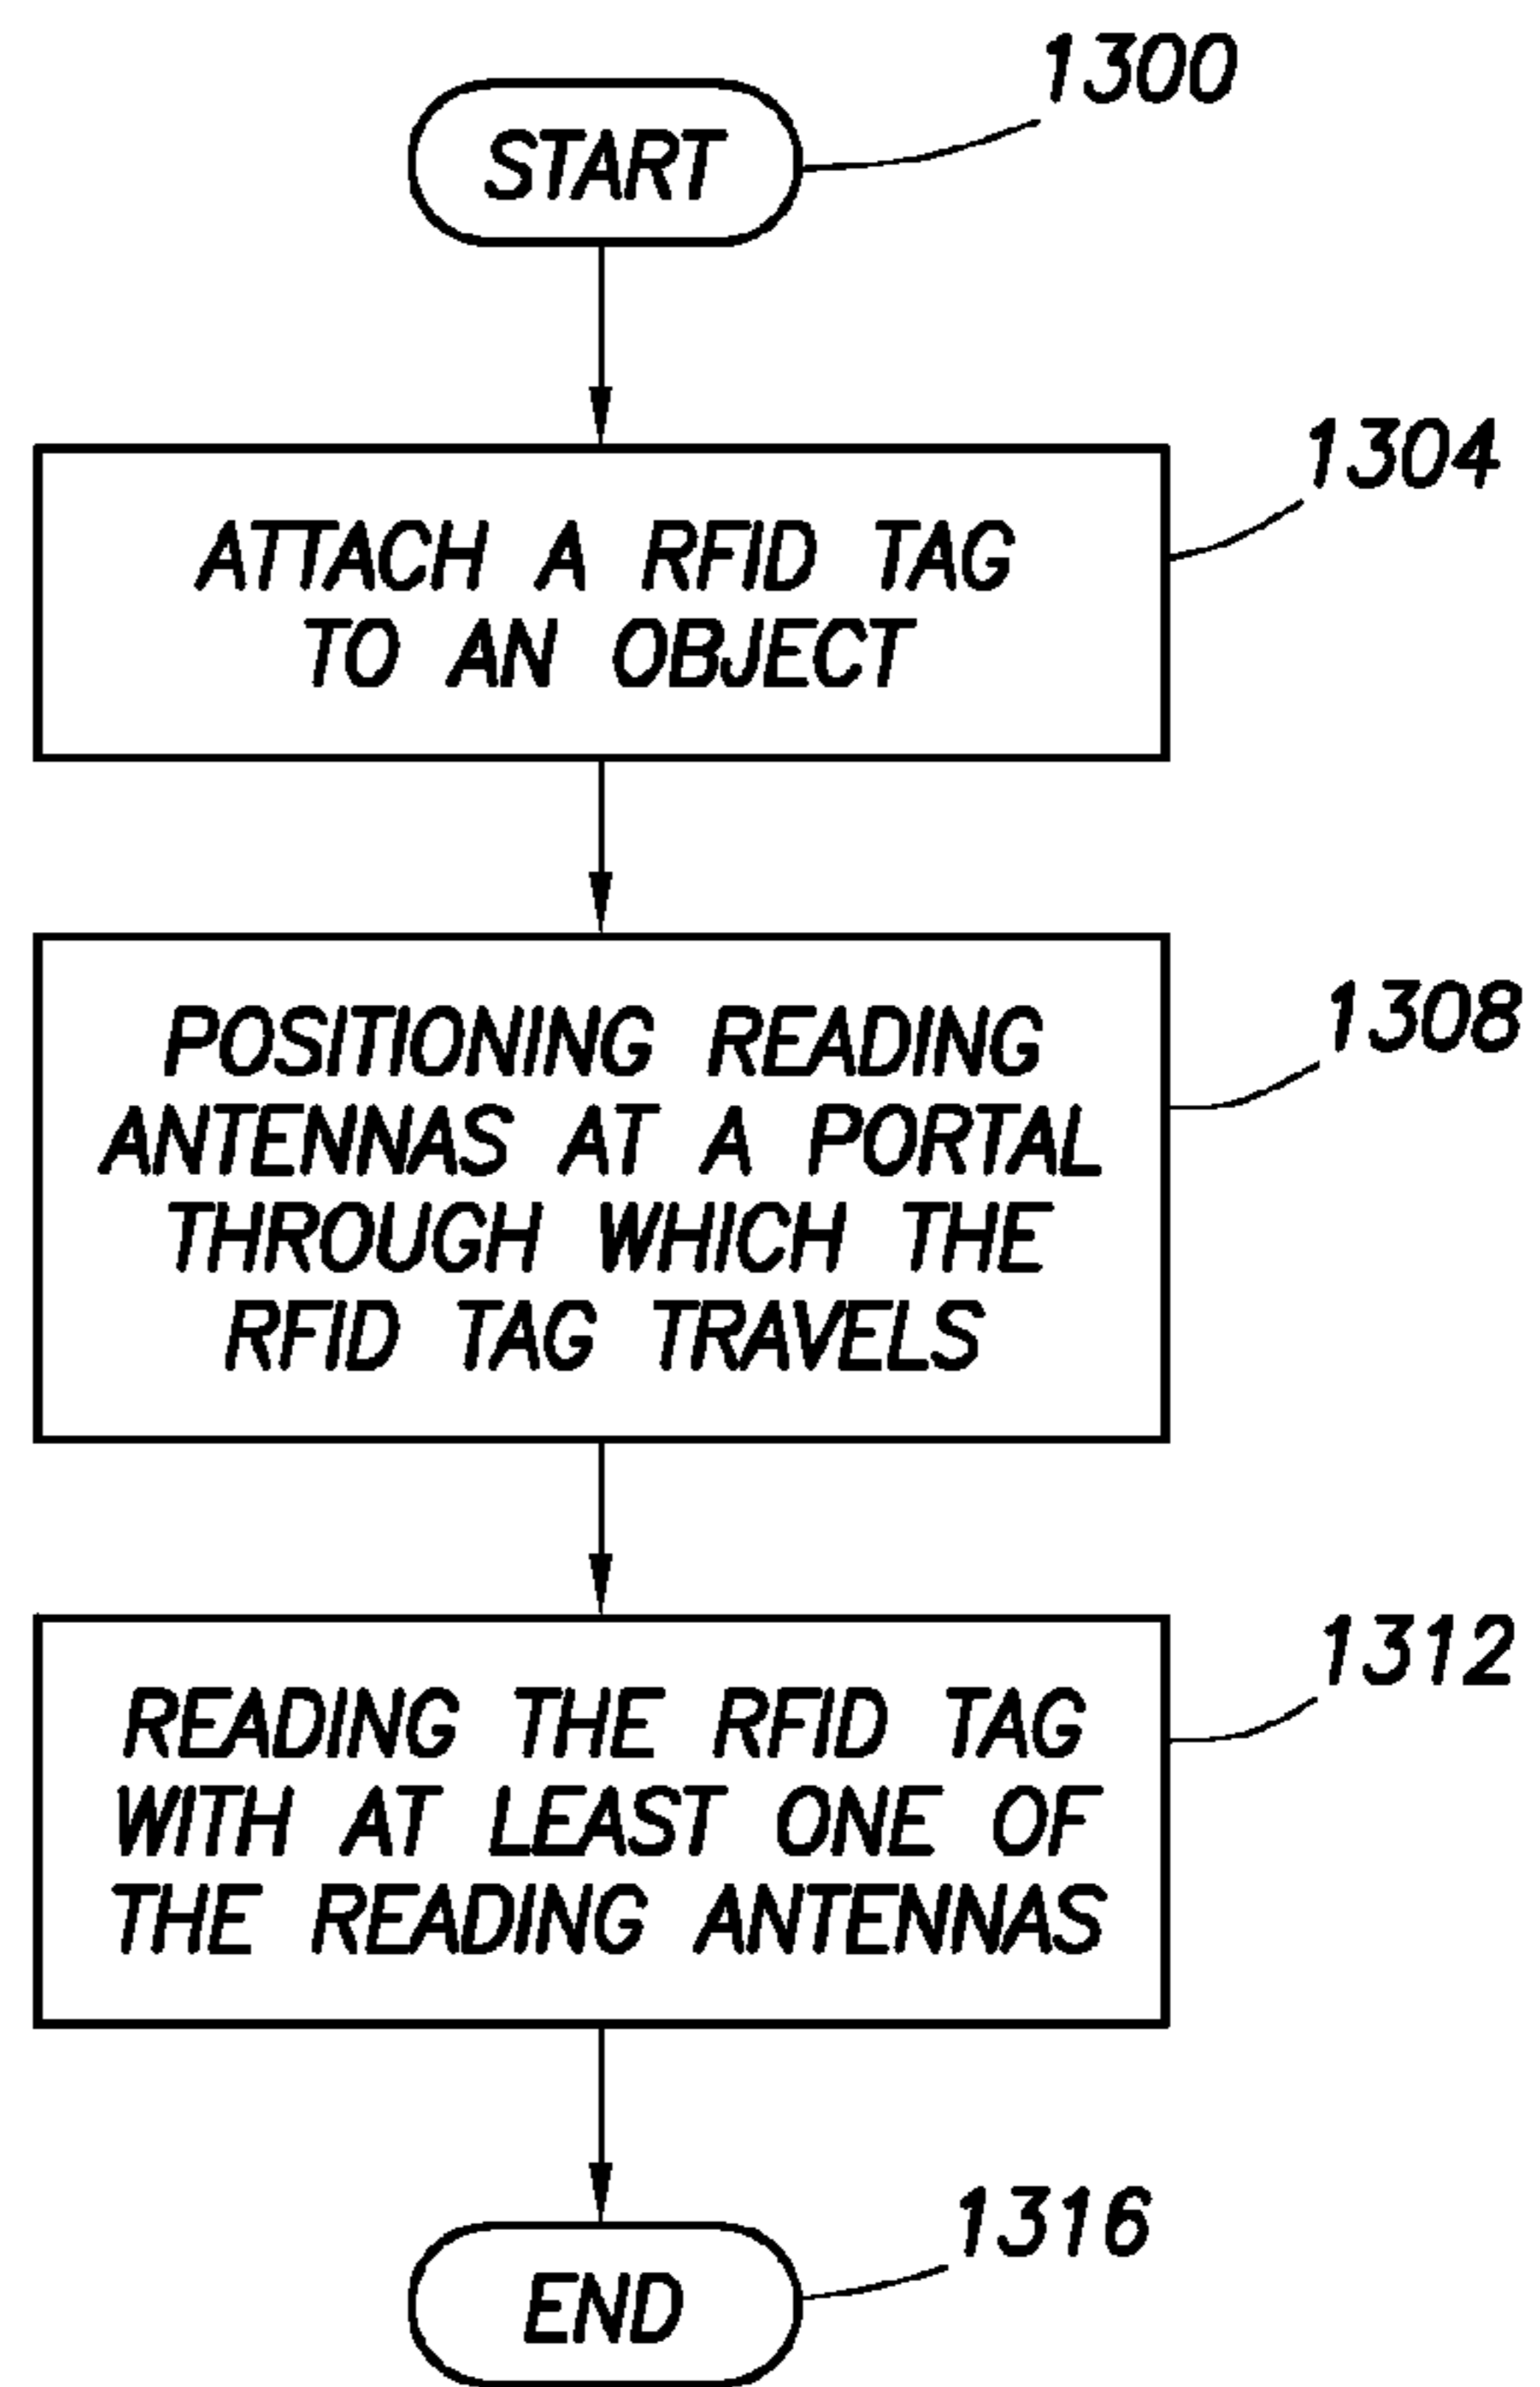 1300
START
1304
ATTACH A RFID TAG
TO AN OBJECT
1308
POSITIONING READING
ANTENNAS AT A PORTAL
THROUGH WHICH THE
RFID TAG TRAVELS
1312
READING THE RFID TAG
WITH AT LEAST ONE OF
THE READING ANTENNAS
1316
END